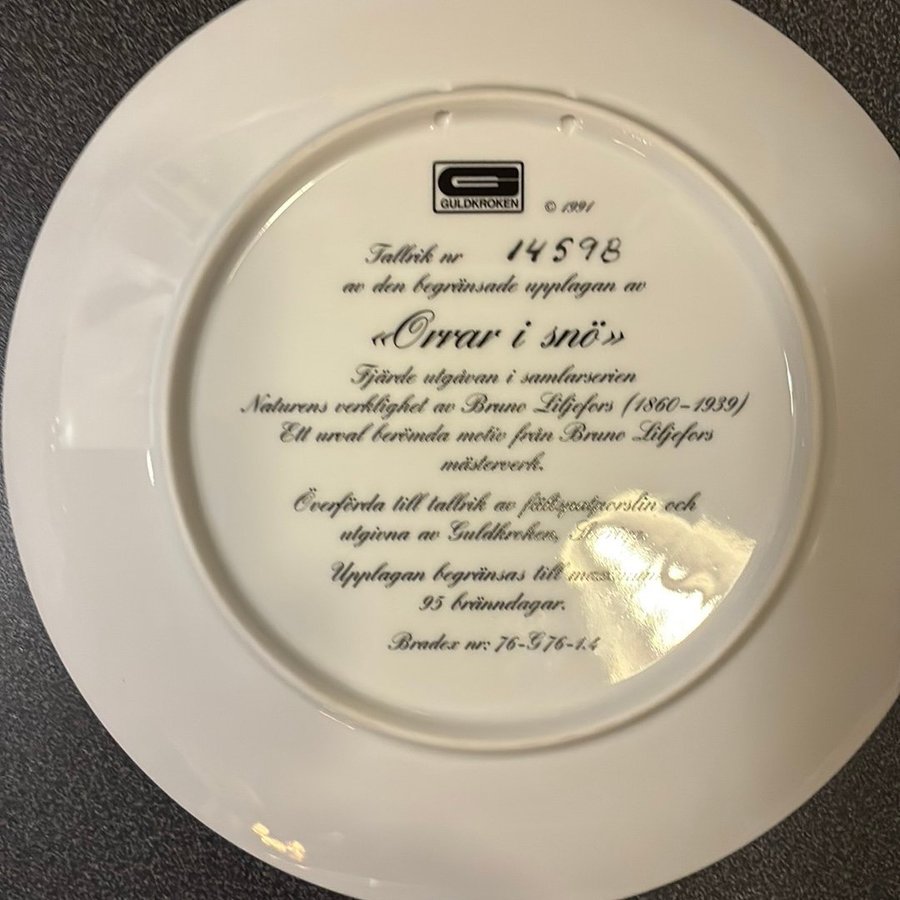 GULDKROKEN
© 1991
Tallrik nr 14598
av den begränsade upplagan av
«Orrar i snö»
Fjärde utgåvan i samlarserien
Naturens verklighet av Bruno Liljefors (1860–1939)
Ett urval berömda motiv från Bruno Liljefors
mästerverk.
Överförda till tallrik av fältspatporslin och
utgivna av Guldkroken,
Upplagan begränsas till
95 bränndagar.
Bradex nr: 76-G76-1.4